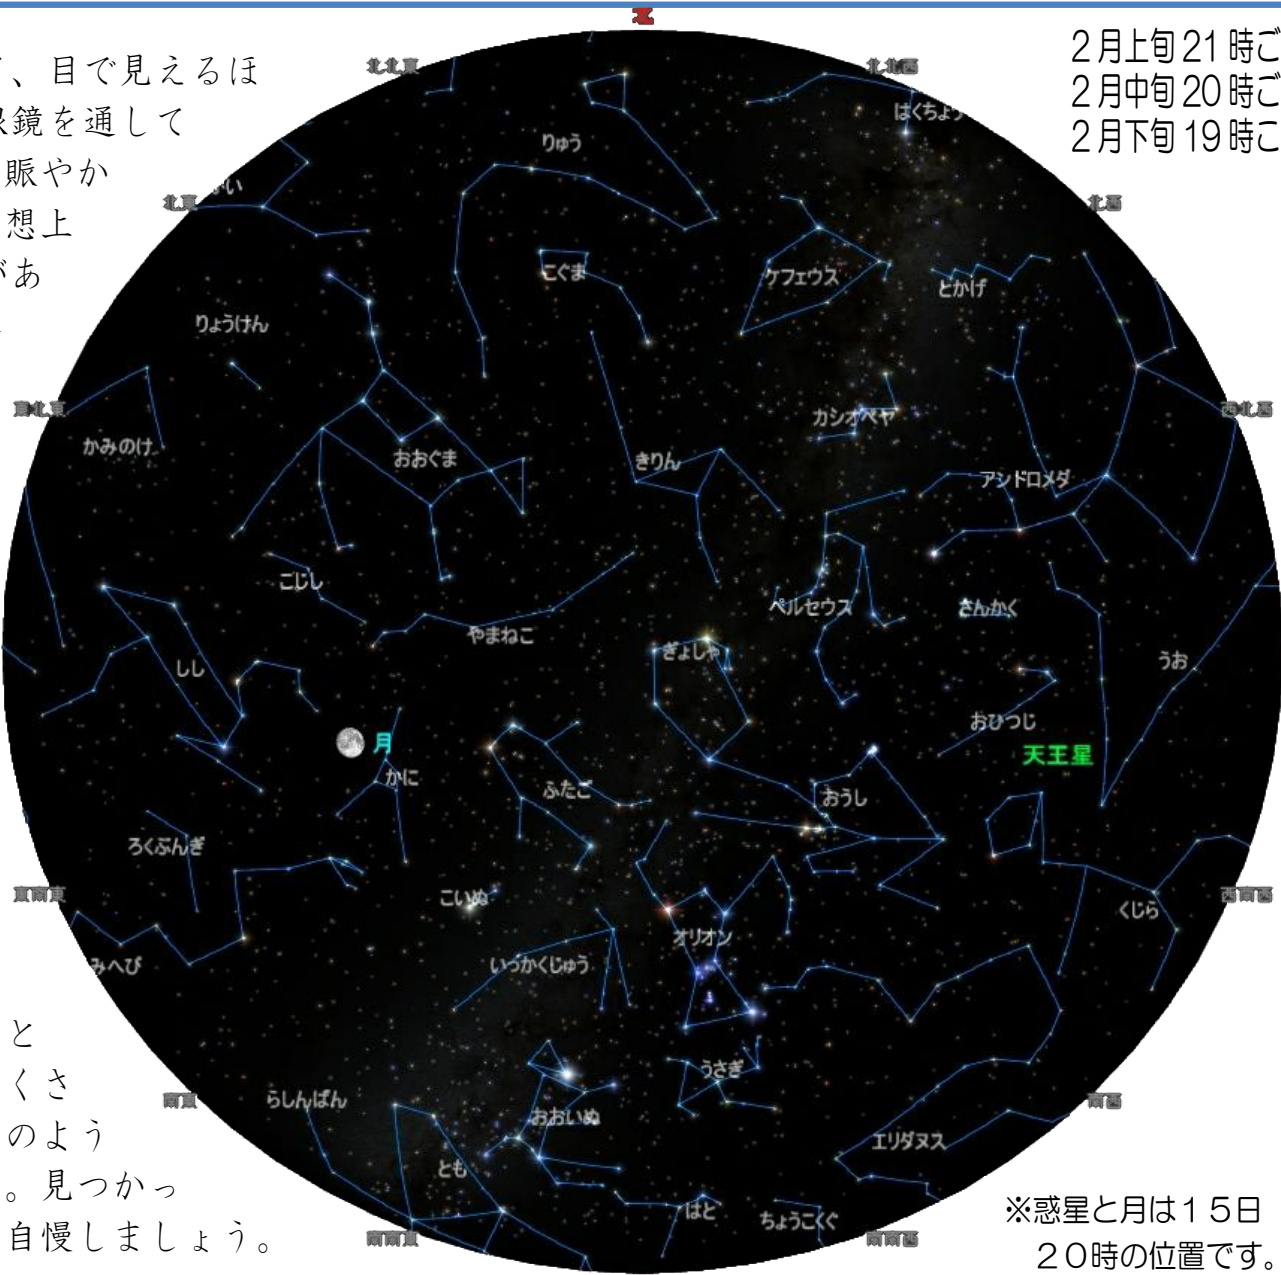 北
、目で見えるほ
眼鏡を通して
賑やか
想上
があ
2月上旬21時ご
2月中旬20時ご
2月下旬19時ご
北北東
北北西
はくちょう
りゅう
北東
北西
こぐま
ケフェウス
とかげ
りょうけん
東北東
西北西
かみのけ
カシオペヤ
おおぐま
きりん
アンドロメダ
こじし
ペルセウス
さんかく
やまねこ
ぎょしゃ
しし
うお
おひつじ
月
天王星
かに
ふたご
おうし
ろくぶんぎ
東南東
西南西
こいぬ
くじら
オリオン
みへび
いっかくじゅう
うさぎ
らしんばん
南東
南西
おおいぬ
エリダヌス
とも
はと
ちょうこくぐ
南南東
南南西
と
くさ
のよう
。見つかっ
自慢しましょう。
※惑星と月は15日
20時の位置です。